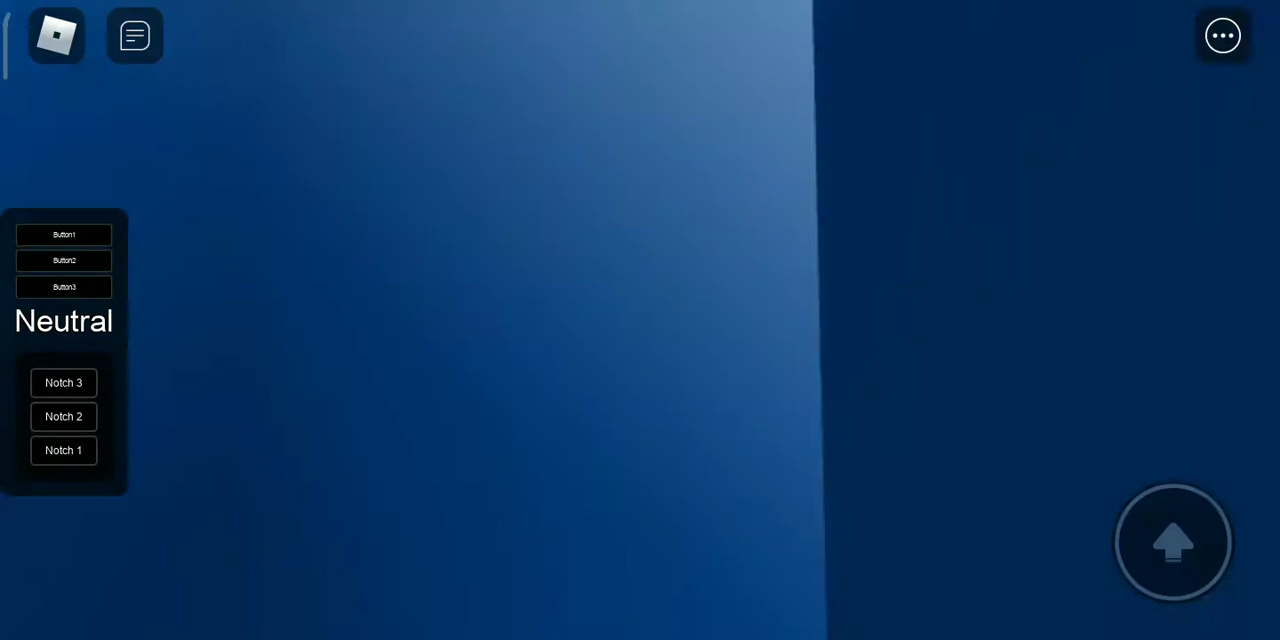 Button1
Button2
Button3
Neutral
Notch 3
Notch 2
Notch 1